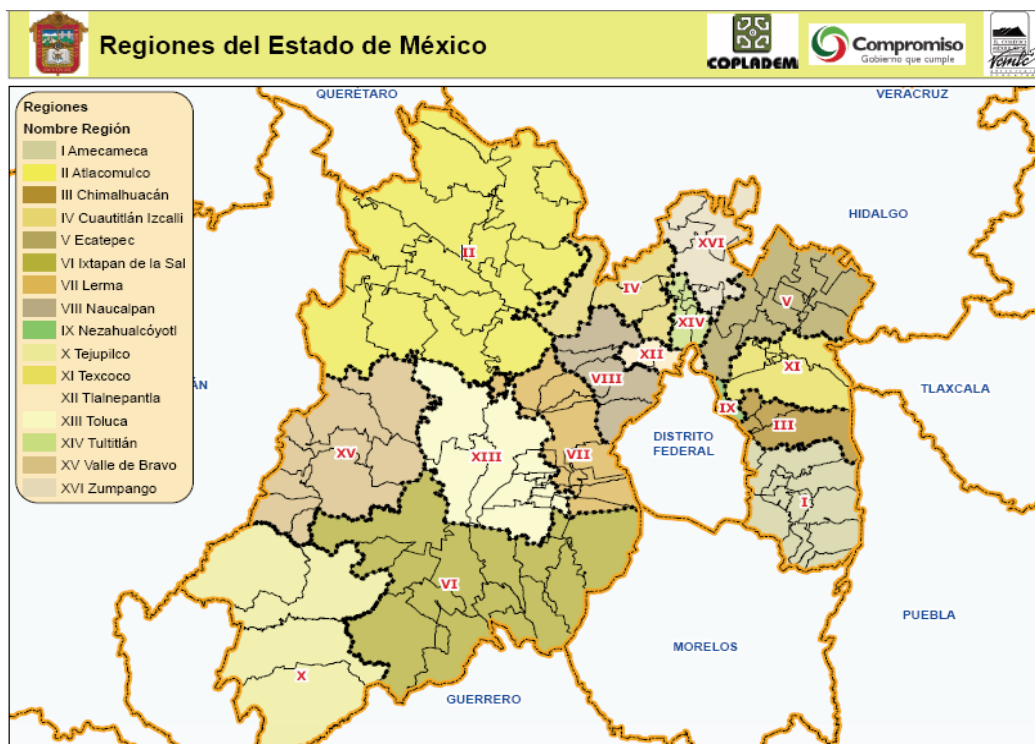 Regiones del Estado de México
COPLADEM
Compromiso
Gobierno que cumple
Regiones
Nombre Región
I Amecameca
II Atlacomulco
III Chimalhuacán
IV Cuautitlán Izcalli
V Ecatepec
VI Ixtapan de la Sal
VII Lerma
VIII Naucalpan
IX Nezahualcóyotl
X Tejupilco
XI Texcoco
XII Tlalnepantla
XIII Toluca
XIV Tultitlán
XV Valle de Bravo
XVI Zumpango
QUERÉTARO
VERACRUZ
HIDALGO
XVI
II
IV
V
XIV
XII
XI
VIII
ÁN
TLAXCALA
IX
III
DISTRITO
FEDERAL
XV
XIII
VII
I
VI
PUEBLA
MORELOS
X
GUERRERO